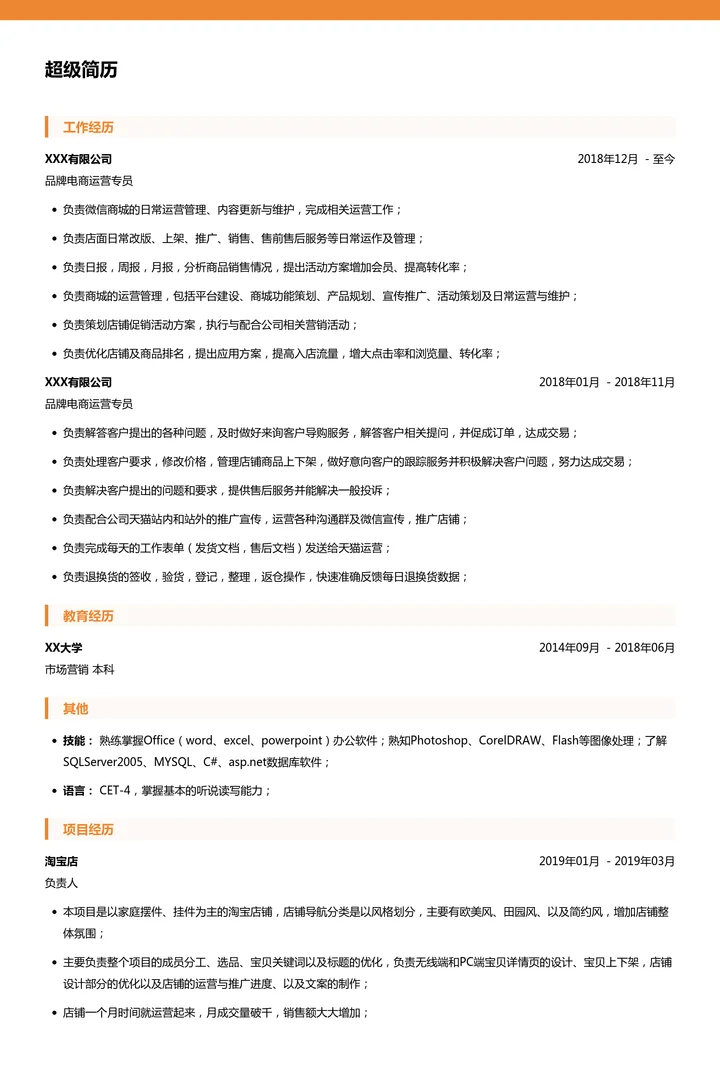 超级简历
工作经历
XXX有限公司 2018年12月 - 至今
品牌电商运营专员
• 负责微信商城的日常运营管理、内容更新与维护，完成相关运营工作；
• 负责店面日常改版、上架、推广、销售、售前售后服务等日常运作及管理；
• 负责日报，周报，月报，分析商品销售情况，提出活动方案增加会员、提高转化率；
• 负责商城的运营管理，包括平台建设、商城功能策划、产品规划、宣传推广、活动策划及日常运营与维护；
• 负责策划店铺促销活动方案，执行与配合公司相关营销活动；
• 负责优化店铺及商品排名，提出应用方案，提高入店流量，增大点击率和浏览量、转化率；
XXX有限公司 2018年01月 - 2018年11月
品牌电商运营专员
• 负责解答客户提出的各种问题，及时做好来询客户导购服务，解答客户相关提问，并促成订单，达成交易；
• 负责处理客户要求，修改价格，管理店铺商品上下架，做好意向客户的跟踪服务并积极解决客户问题，努力达成交易；
• 负责解决客户提出的问题和要求，提供售后服务并能解决一般投诉；
• 负责配合公司天猫站内和站外的推广宣传，运营各种沟通群及微信宣传，推广店铺；
• 负责完成每天的工作表单（发货文档，售后文档）发送给天猫运营；
• 负责退换货的签收，验货，登记，整理，返仓操作，快速准确反馈每日退换货数据；
教育经历
XX大学 2014年09月 - 2018年06月
市场营销 本科
其他
• 技能： 熟练掌握Office（word、excel、powerpoint）办公软件；熟知Photoshop、CorelDRAW、Flash等图像处理；了解
SQLServer2005、MYSQL、C#、asp.net数据库软件；
• 语言： CET-4，掌握基本的听说读写能力；
项目经历
淘宝店 2019年01月 - 2019年03月
负责人
• 本项目是以家庭摆件、挂件为主的淘宝店铺，店铺导航分类是以风格划分，主要有欧美风、田园风、以及简约风，增加店铺整
体氛围；
• 主要负责整个项目的成员分工、选品、宝贝关键词以及标题的优化，负责无线端和PC端宝贝详情页的设计、宝贝上下架，店铺
设计部分的优化以及店铺的运营与推广进度、以及文案的制作；
• 店铺一个月时间就运营起来，月成交量破千，销售额大大增加；